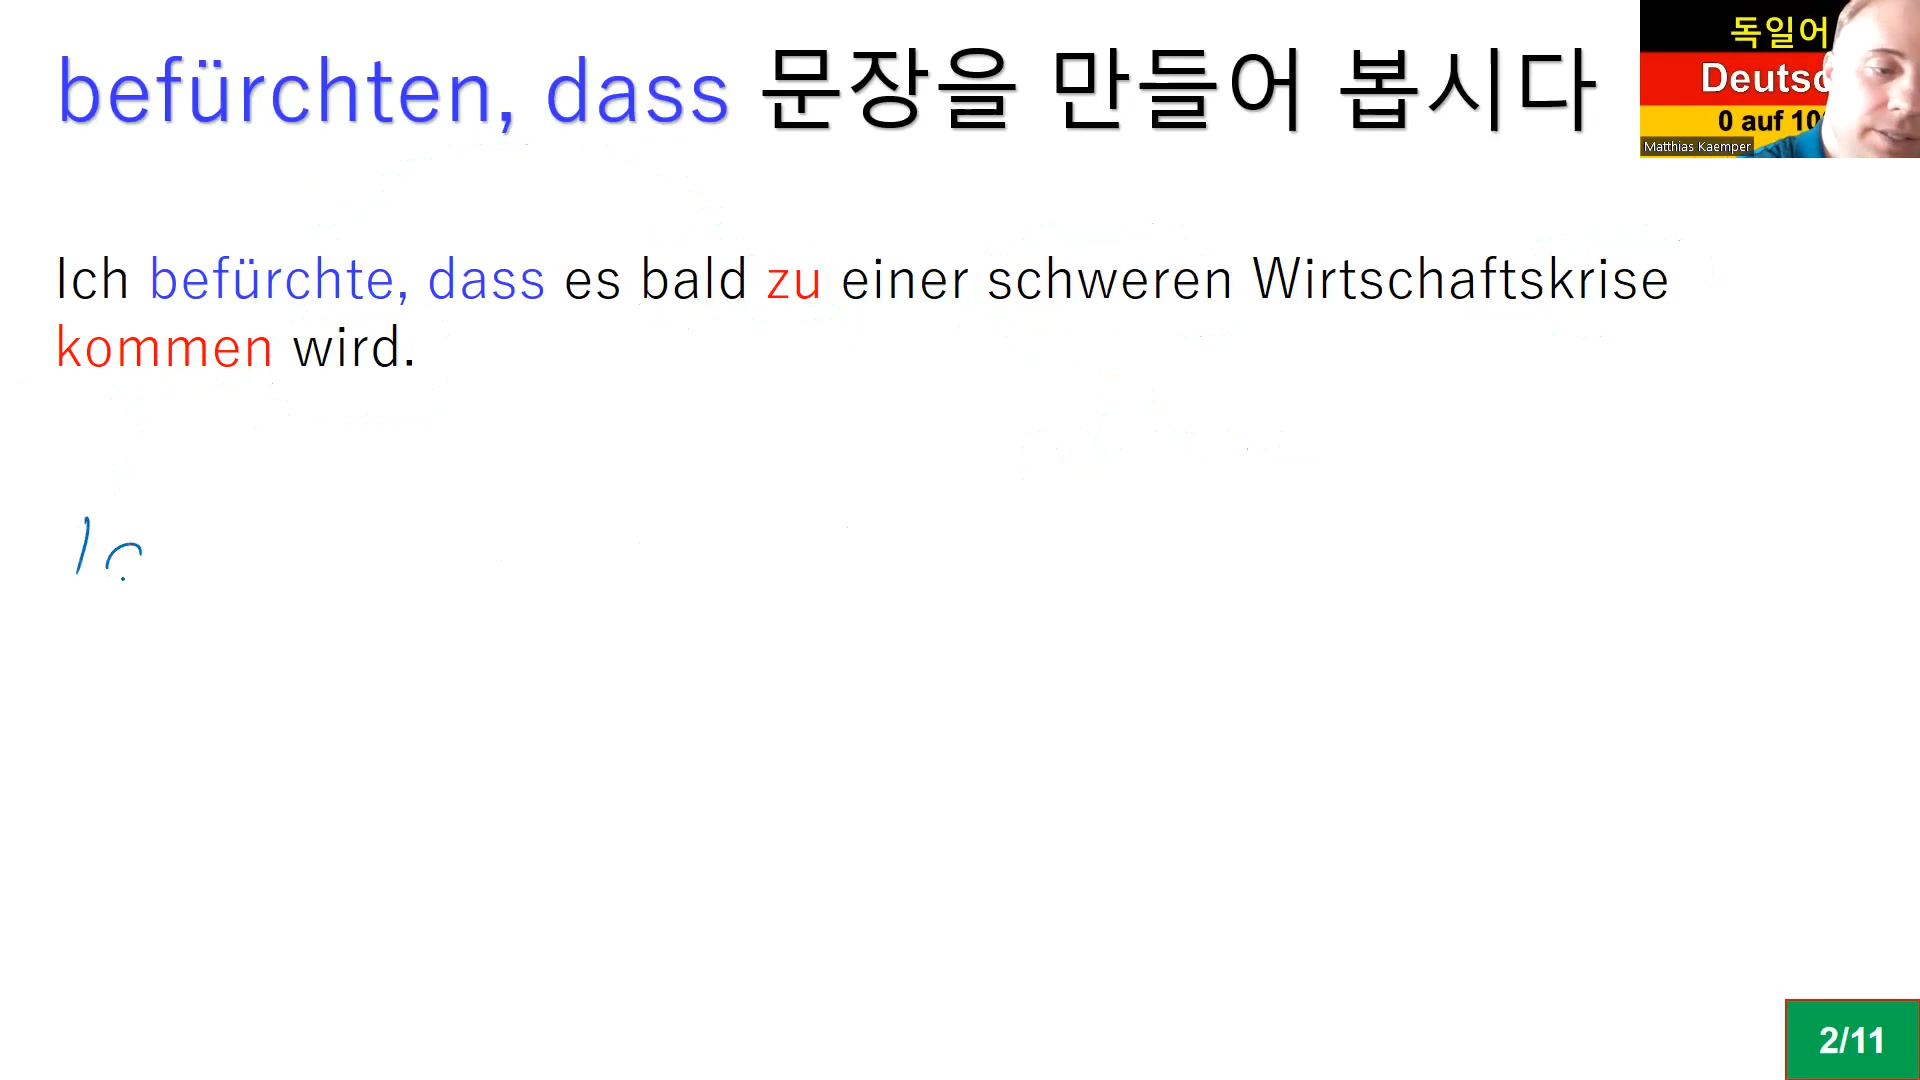 befürchten, dass 문장을 만들어 봅시다
독일어
Deutsc
0 auf 10
Matthias Kaemper
Ich befürchte, dass es bald zu einer schweren Wirtschaftskrise
kommen wird.
Ic
2/11